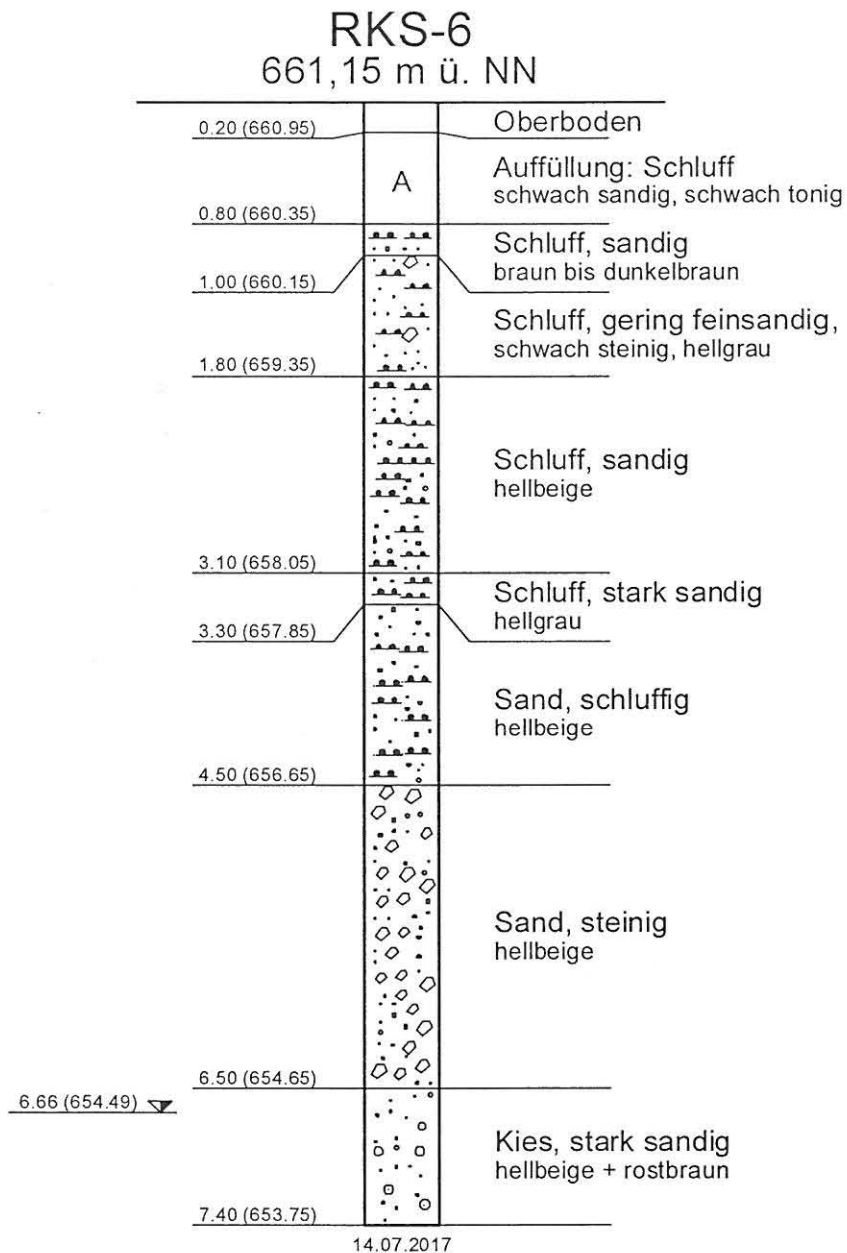 RKS-6
661,15 m ü. NN
Oberboden
0.20 (660.95)
Auffüllung: Schluff
schwach sandig, schwach tonig
A
0.80 (660.35)
Schluff, sandig
braun bis dunkelbraun
1.00 (660.15)
Schluff, gering feinsandig,
schwach steinig, hellgrau
1.80 (659.35)
Schluff, sandig
hellbeige
3.10 (658.05)
Schluff, stark sandig
hellgrau
3.30 (657.85)
Sand, schluffig
hellbeige
4.50 (656.65)
Sand, steinig
hellbeige
6.50 (654.65)
6.66 (654.49)
Kies, stark sandig
hellbeige + rostbraun
7.40 (653.75)
14.07.2017